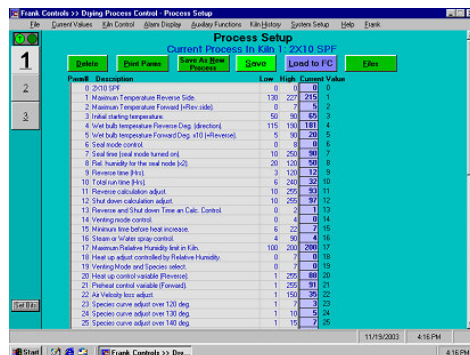 Frank Controls >> Drying Process Control - Process Setup
File Current Values Kiln Control Alarm Display Auxiliary Functions Kiln History System Setup Help Frank
Process Setup
Current Process In Kiln 1: 2X10 SPF
Delete Print Parms Save As New Process Save Load to FC Files
Parm# Description Low High Current Value
0 2X10 SPF 0 0 0 0
1 Maximum Temperature Reverse Side. 130 227 215 1
2 Maximum Temperature Forward (+Rev.side). 0 7 5 2
3 Initial starting temperature. 50 90 65 3
4 Wet bulb temperature Reverse Deg. (direction). 115 190 181 4
5 Wet bulb temperature Forward Deg. x10 (+Reverse). 5 90 20 5
6 Seal mode control. 0 8 0 6
7 Seal time (seal mode turned on). 10 250 90 7
8 Rel. humidity for the seal mode (x2). 20 120 50 8
9 Reverse time (Hrs). 3 120 12 9
10 Total run time (Hrs). 6 240 32 10
11 Reverse calculation adjust. 10 255 93 11
12 Shut down calculation adjust. 10 255 97 12
13 Reverse and Shut down Time an Calc. Control. 0 2 1 13
14 Venting mode control. 0 4 0 14
15 Minimum time before heat increase. 6 22 7 15
16 Steam or Water spray control. 4 90 4 16
17 Maximum Relative Humidity limit in Kiln. 100 200 200 17
18 Heat up adjust controlled by Relative Humidity. 0 7 0 18
19 Venting Mode and Species select. 0 7 0 19
20 Heat up control variable (Reverse). 1 255 88 20
21 Preheat control variable (Forward). 1 255 91 21
22 Air Velocity loss adjust. 1 150 35 22
23 Species curve adjust over 120 deg. 1 7 3 23
24 Species curve adjust over 130 deg. 1 10 5 24
25 Species curve adjust over 140 deg. 1 15 7 25
1
2
3
Set Bits
11/19/2003 4:16 PM
Start Frank Controls >> Dry... 4:16 PM